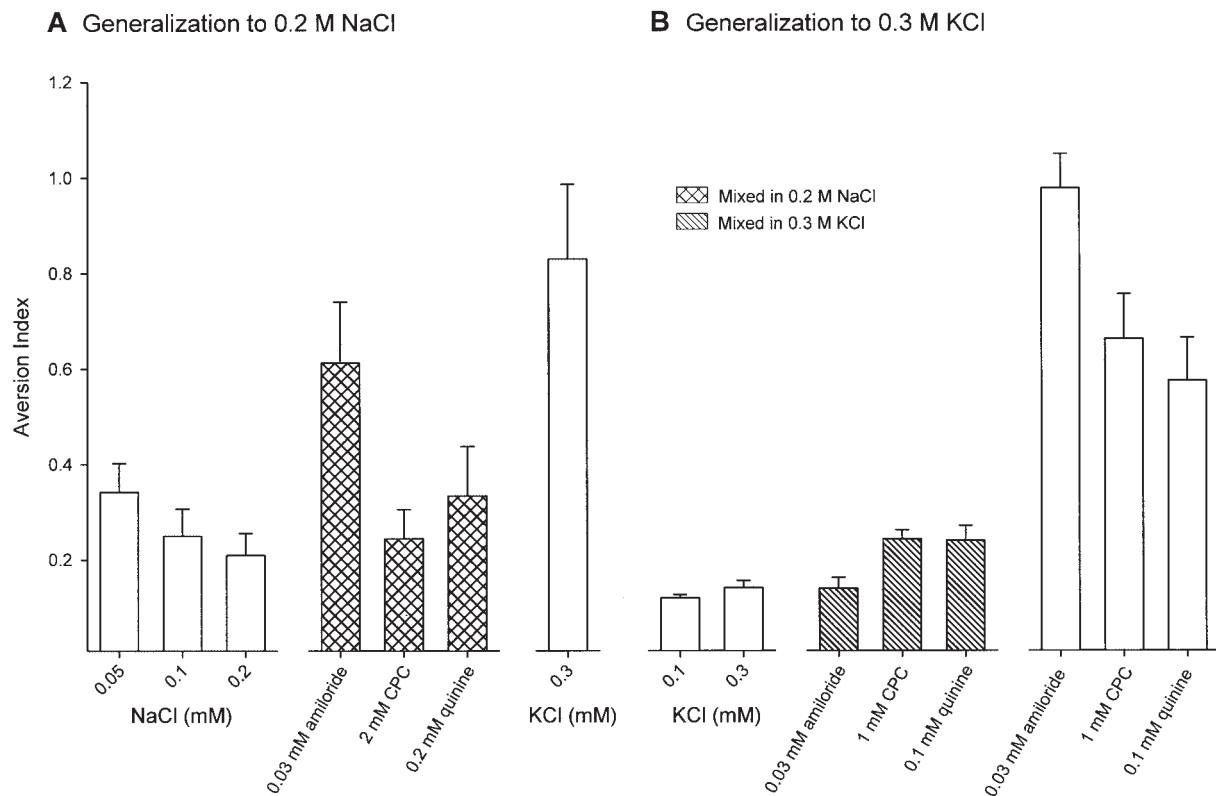 A Generalization to 0.2 M NaCl
B Generalization to 0.3 M KCl
Aversion Index
1.2
1.0
0.8
0.6
0.4
0.2
Mixed in 0.2 M NaCl
Mixed in 0.3 M KCl
0.05
0.1
0.2
NaCl (mM)
0.03 mM amiloride
2 mM CPC
0.2 mM quinine
0.3
KCl (mM)
0.1
0.3
KCl (mM)
0.03 mM amiloride
1 mM CPC
0.1 mM quinine
0.03 mM amiloride
1 mM CPC
0.1 mM quinine